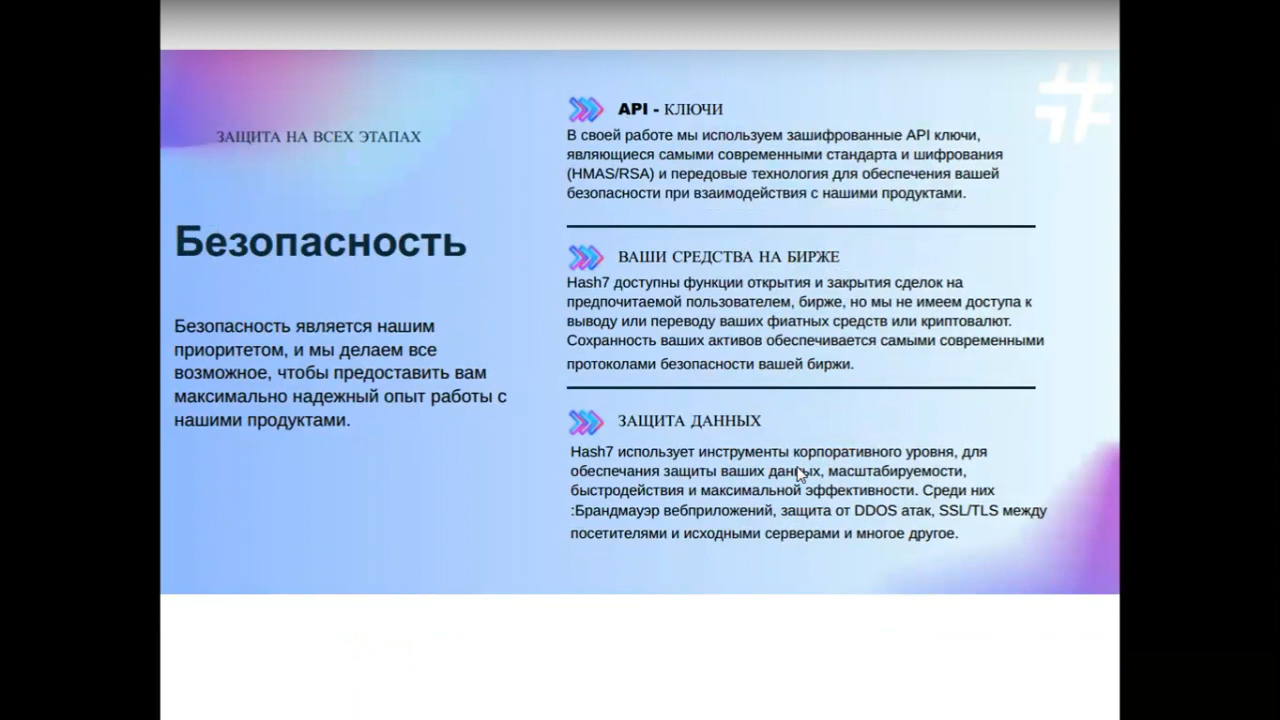 ЗАЩИТА НА ВСЕХ ЭТАПАХ
Безопасность
Безопасность является нашим
приоритетом, и мы делаем все
возможное, чтобы предоставить вам
максимально надежный опыт работы с
нашими продуктами.
API - КЛЮЧИ
В своей работе мы используем зашифрованные API ключи,
являющиеся самыми современными стандарта и шифрования
(HMAS/RSA) и передовые технология для обеспечения вашей
безопасности при взаимодействия с нашими продуктами.
ВАШИ СРЕДСТВА НА БИРЖЕ
Hash7 доступны функции открытия и закрытия сделок на
предпочитаемой пользователем, бирже, но мы не имеем доступа к
выводу или переводу ваших фиатных средств или криптовалют.
Сохранность ваших активов обеспечивается самыми современными
протоколами безопасности вашей биржи.
ЗАЩИТА ДАННЫХ
Hash7 использует инструменты корпоративного уровня, для
обеспечания защиты ваших данных, масштабируемости,
быстродействия и максимальной эффективности. Среди них
:Брандмауэр вебприложений, защита от DDOS атак, SSL/TLS между
посетителями и исходными серверами и многое другое.